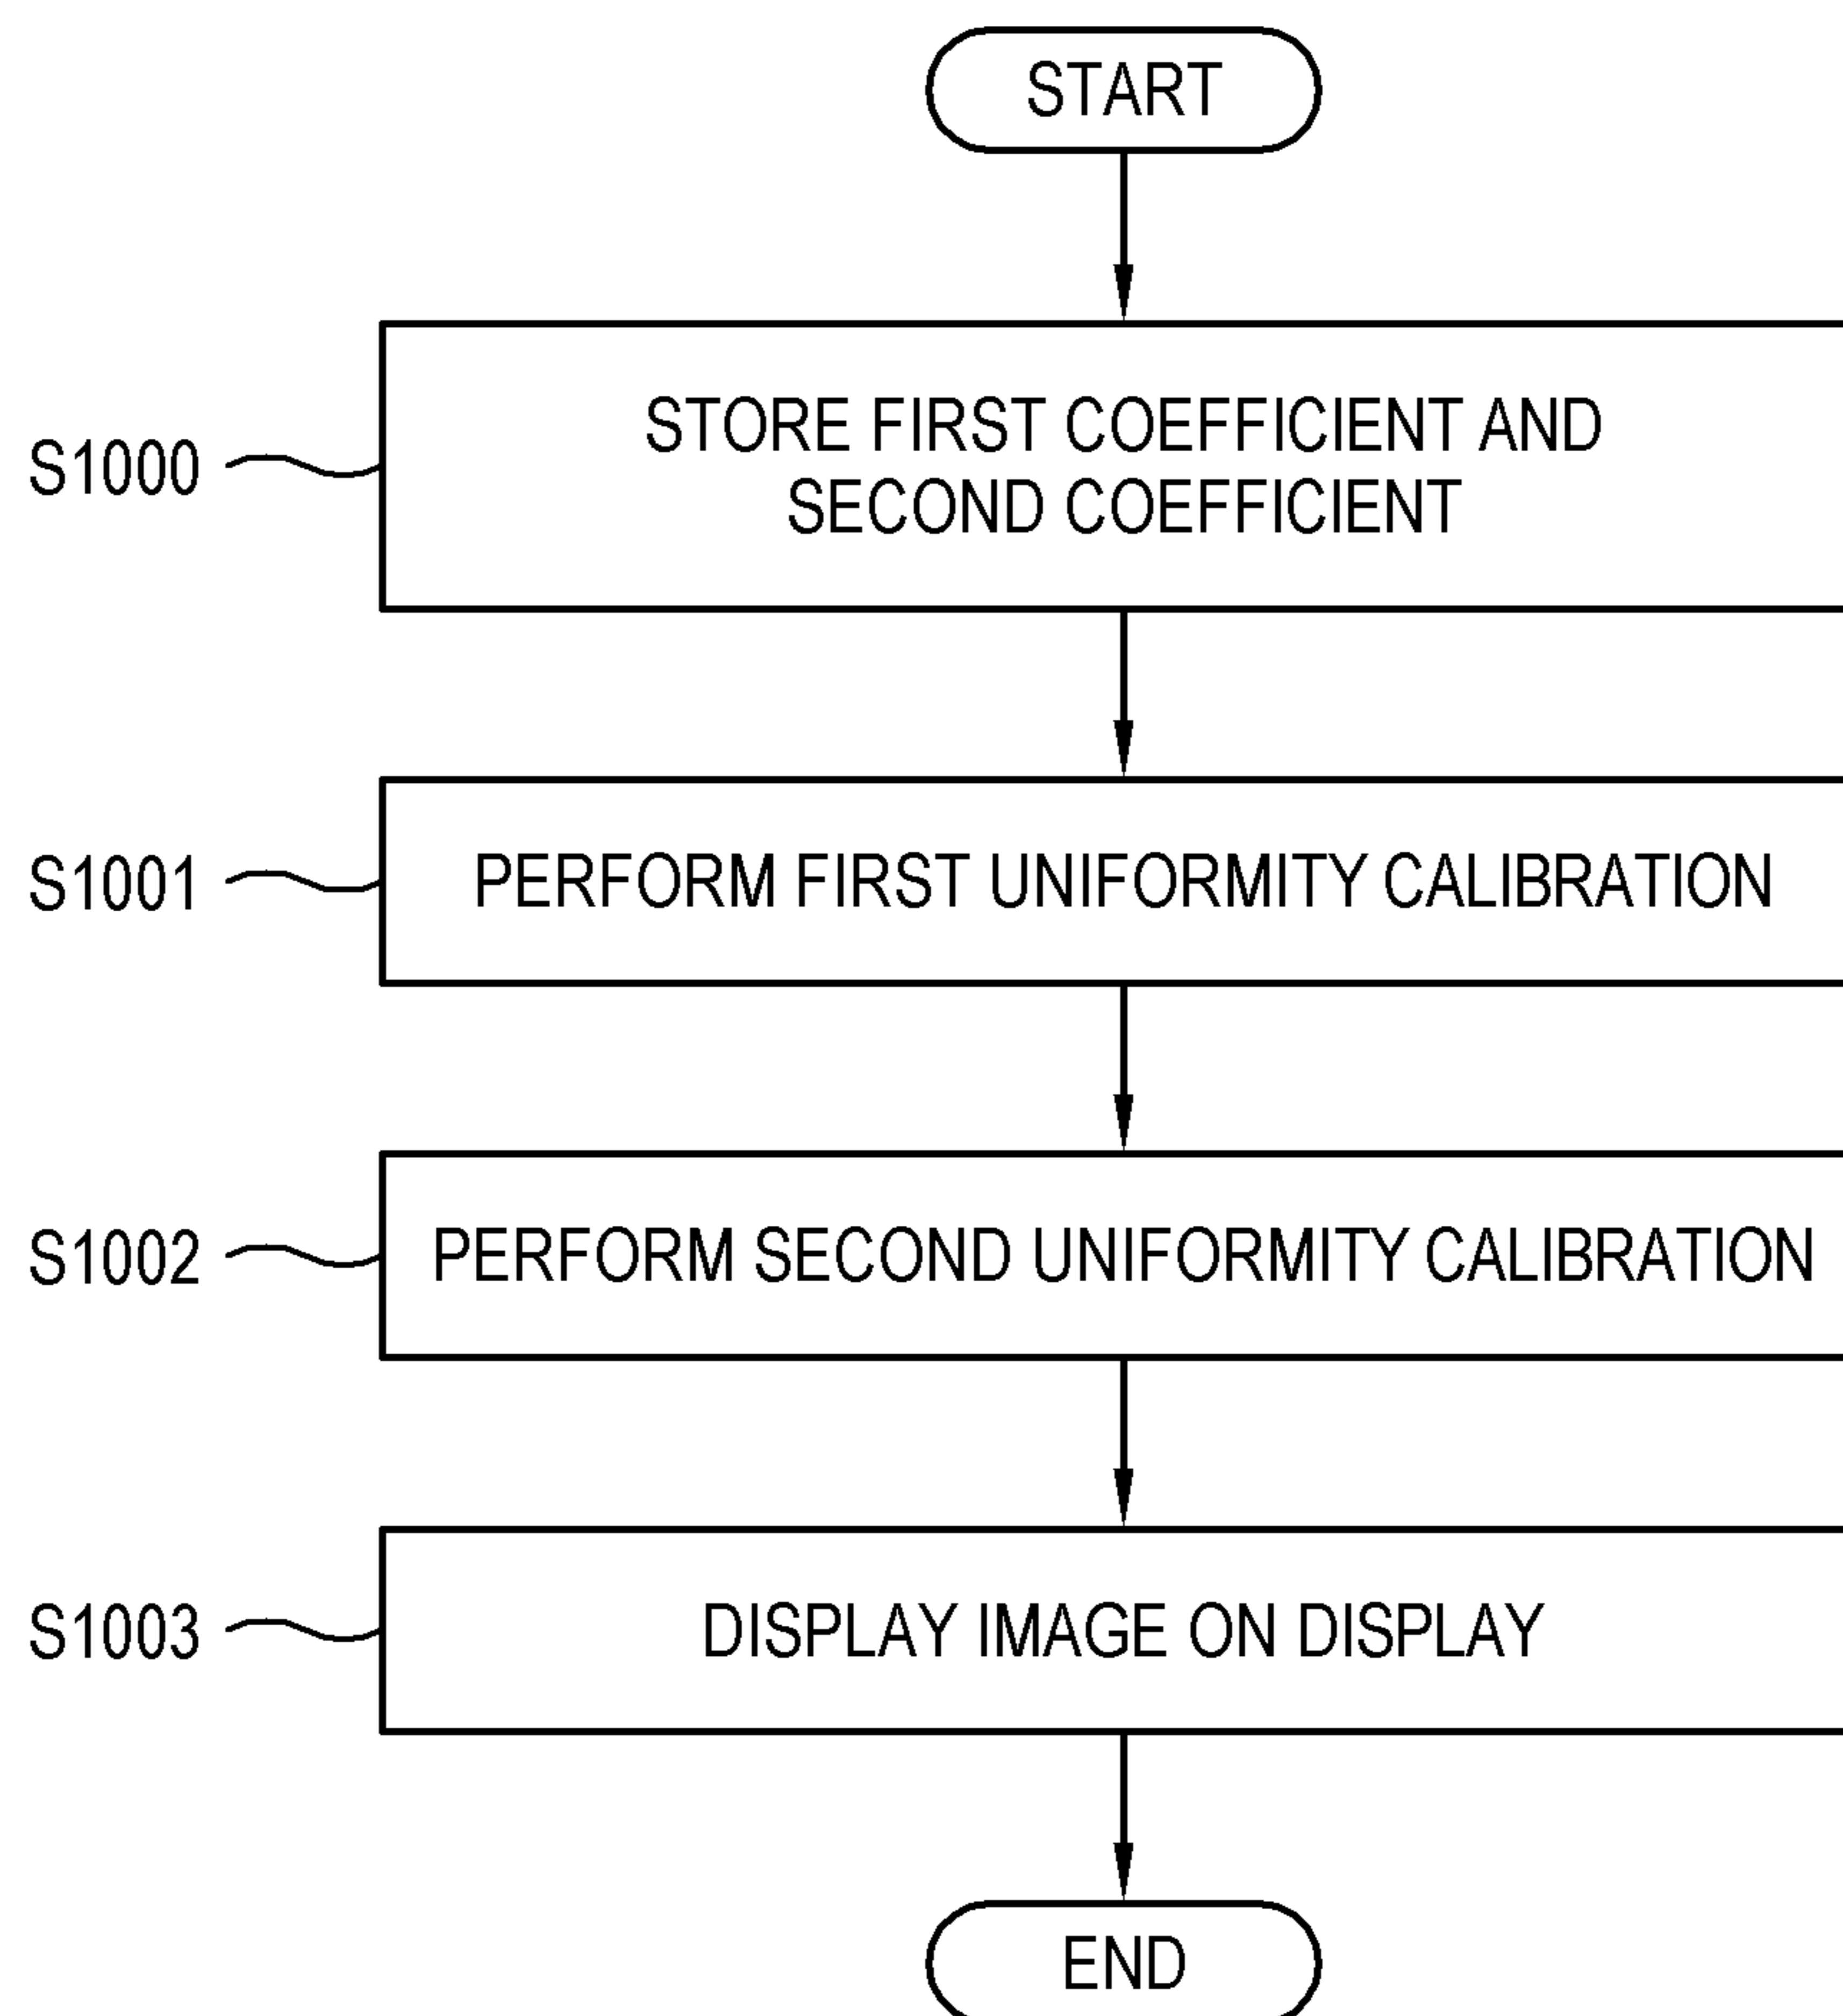 START
S1000
STORE FIRST COEFFICIENT AND
SECOND COEFFICIENT
S1001
PERFORM FIRST UNIFORMITY CALIBRATION
S1002
PERFORM SECOND UNIFORMITY CALIBRATION
S1003
DISPLAY IMAGE ON DISPLAY
END